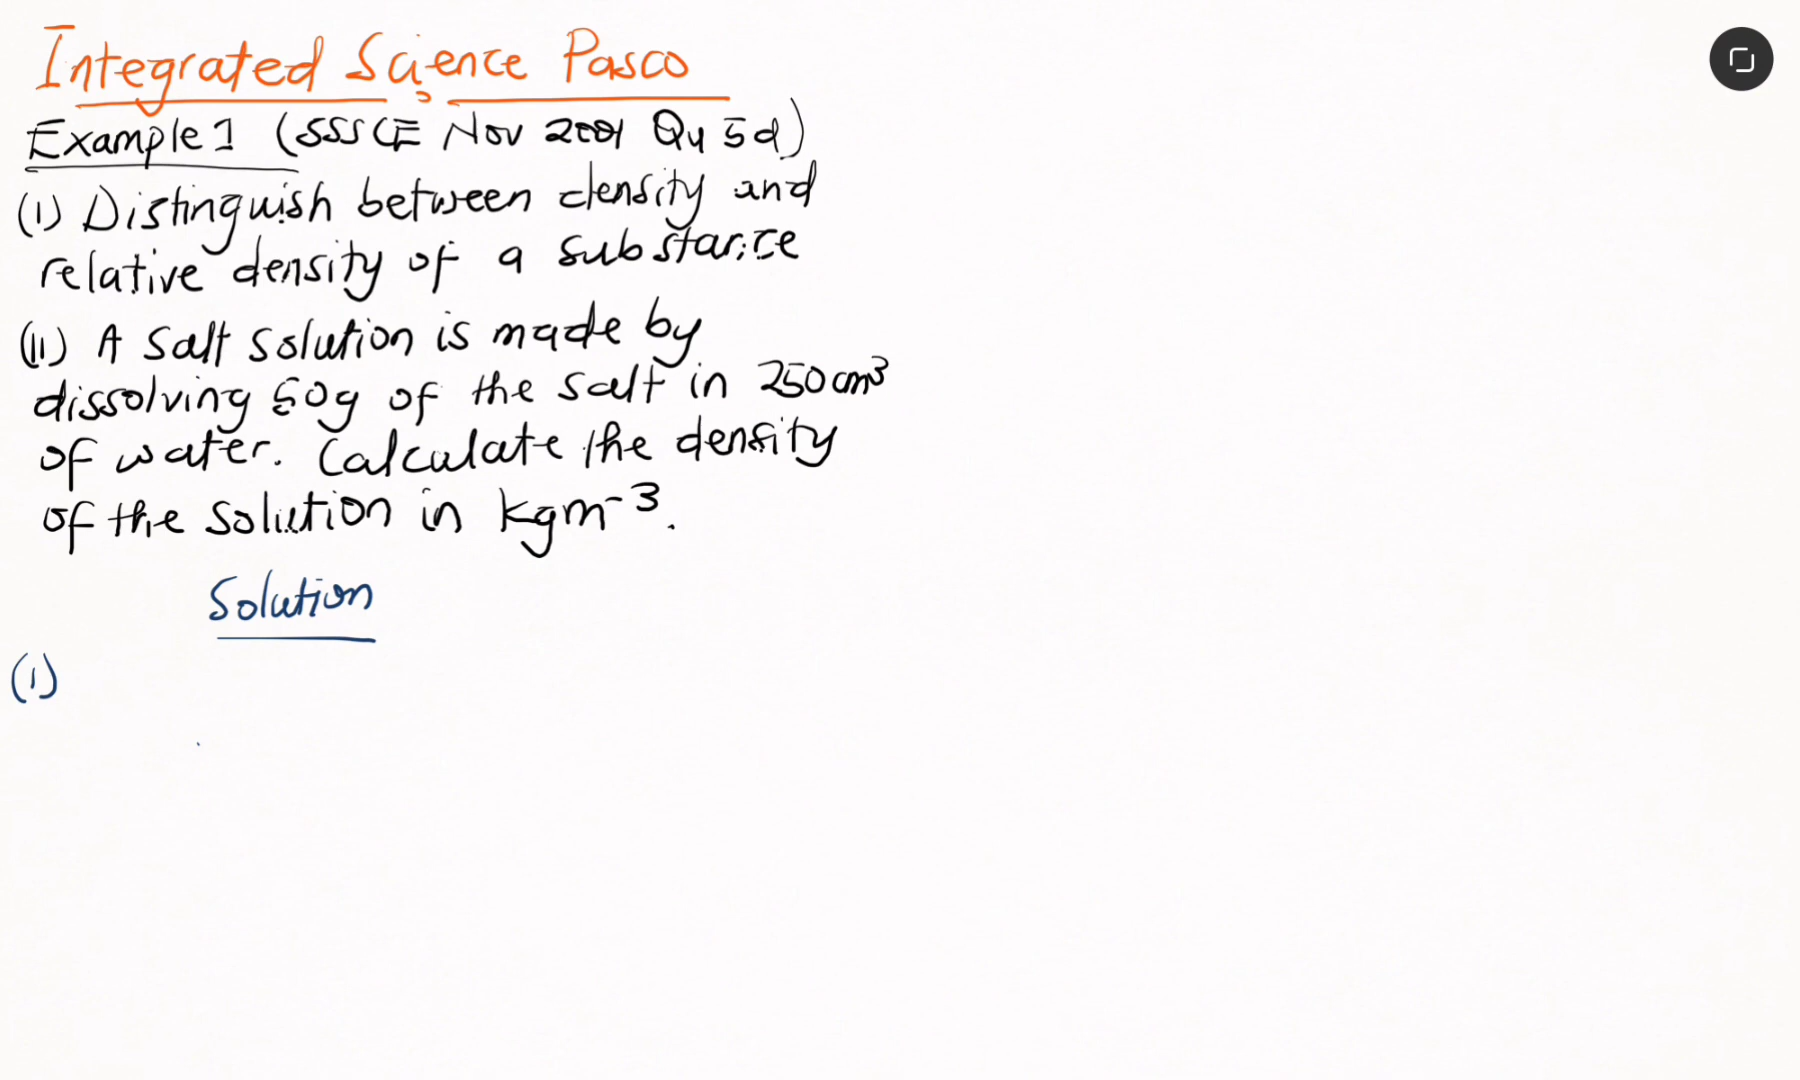 Integrated Science Pasco
Example 1 (SSSCE Nov 2001 Qu 5d)
(I) Distinguish between density and
relative density of a substance
(II) A salt solution is made by
dissolving 50g of the salt in 250cm³
of water. Calculate the density
of the solution in kgm⁻³.
Solution
(I)